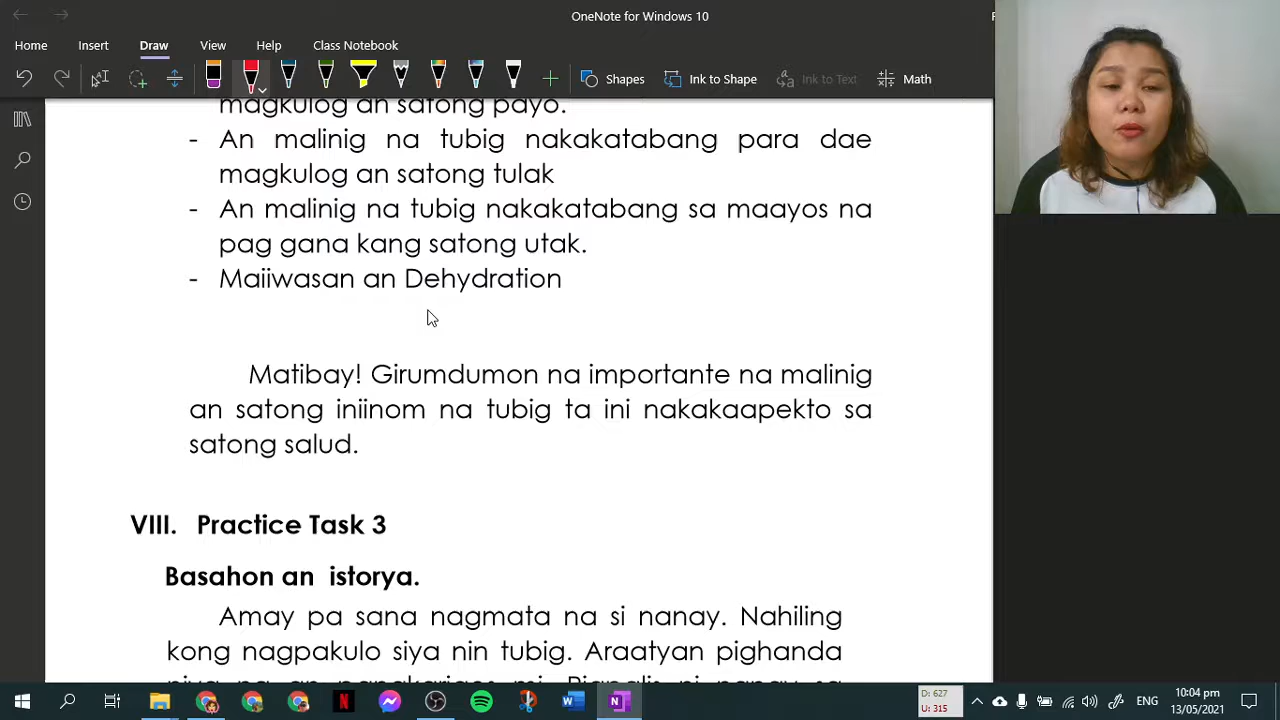 OneNote for Windows 10
Home Insert Draw View Help Class Notebook
Shapes Ink to Shape Ink to Text Math
magkulog an satong payo.
- An malinig na tubig nakakatabang para dae
magkulog an satong tulak
- An malinig na tubig nakakatabang sa maayos na
pag gana kang satong utak.
- Maiiwasan an Dehydration
Matibay! Girumdumon na importante na malinig
an satong iniinom na tubig ta ini nakakaapekto sa
satong salud.
VIII. Practice Task 3
Basahon an istorya.
Amay pa sana nagmata na si nanay. Nahiling
kong nagpakulo siya nin tubig. Araatyan pighanda
D: 627
U: 315
ENG
10:04 pm
13/05/2021